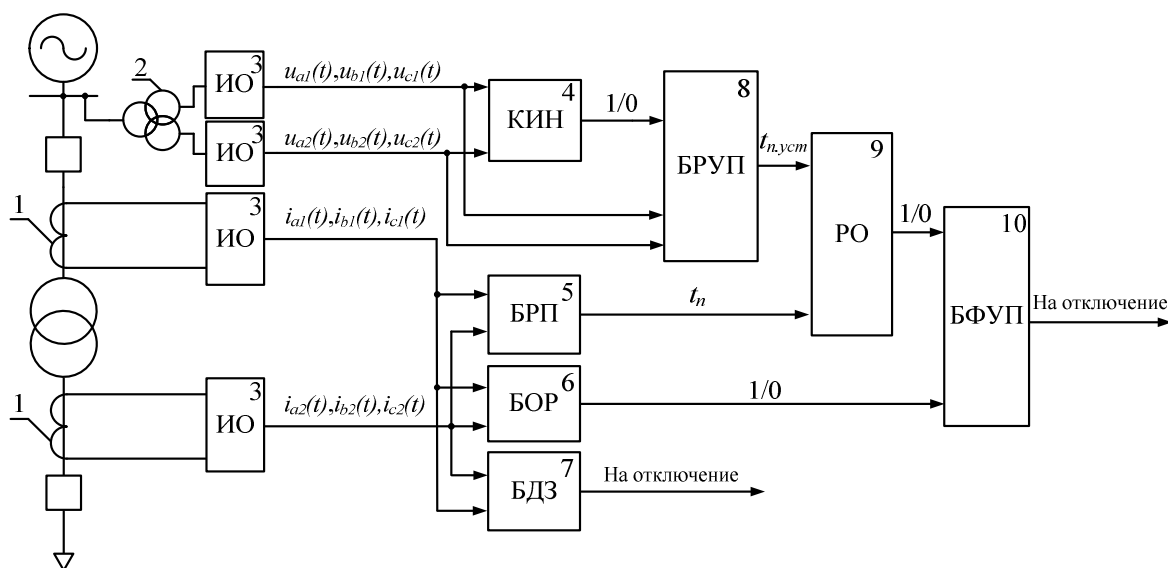 2
ИО 3
u_{a1}(t),u_{b1}(t),u_{c1}(t)
ИО 3
u_{a2}(t),u_{b2}(t),u_{c2}(t)
КИН 4
1/0
БРУП 8
t_{п.уст}
РО 9
1/0
БФУП 10
На отключение
1
ИО 3
i_{a1}(t),i_{b1}(t),i_{c1}(t)
БРП 5
t_п
БОР 6
1/0
1
ИО 3
i_{a2}(t),i_{b2}(t),i_{c2}(t)
БДЗ 7
На отключение